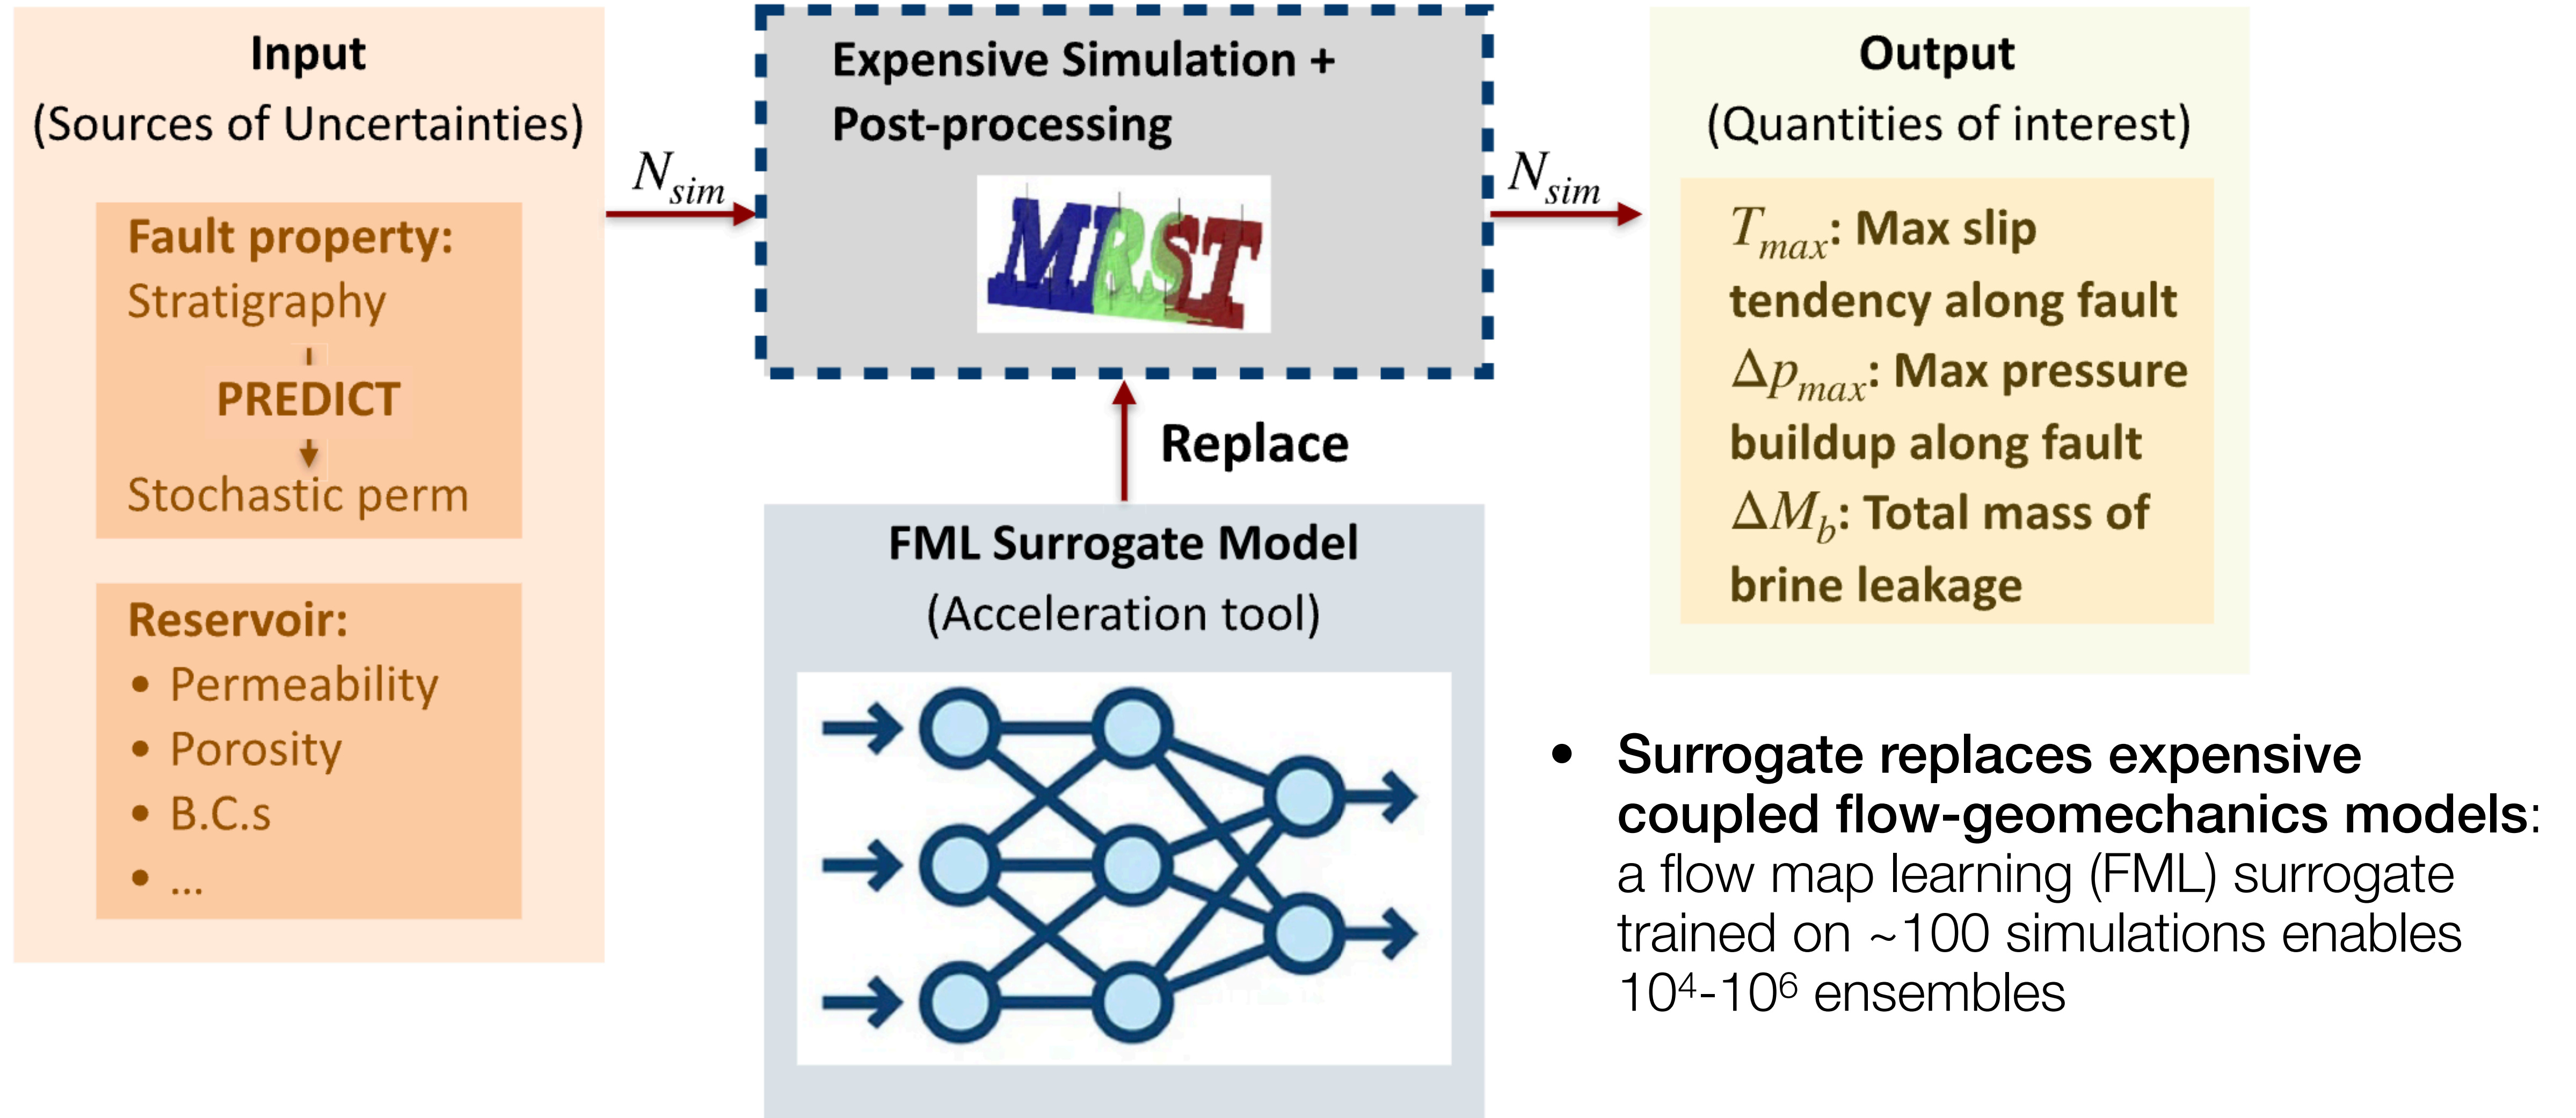 Input
(Sources of Uncertainties)
Fault property:
Stratigraphy
PREDICT
Stochastic perm
Reservoir:
• Permeability
• Porosity
• B.C.s
• ...
N_sim
Expensive Simulation +
Post-processing
MRST
Replace
FML Surrogate Model
(Acceleration tool)
N_sim
Output
(Quantities of interest)
T_max: Max slip
tendency along fault
Δp_max: Max pressure
buildup along fault
ΔM_b: Total mass of
brine leakage
• Surrogate replaces expensive
coupled flow-geomechanics models:
a flow map learning (FML) surrogate
trained on ~100 simulations enables
10⁴-10⁶ ensembles